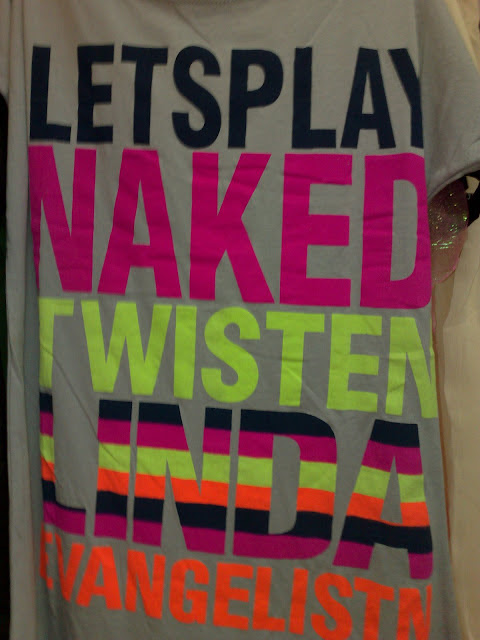 LETSPLAY
NAKED
TWISTEN
LINDA
EVANGELISTN